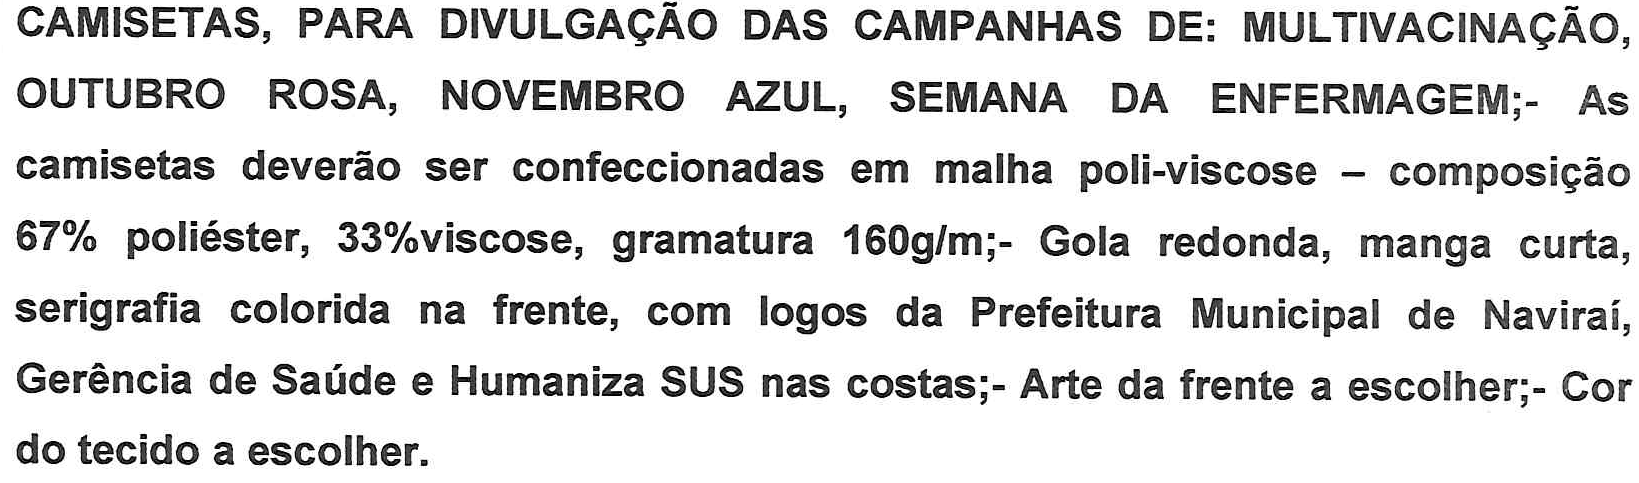 CAMISETAS, PARA DIVULGAÇÃO DAS CAMPANHAS DE: MULTIVACINAÇÃO,
OUTUBRO ROSA, NOVEMBRO AZUL, SEMANA DA ENFERMAGEM;- As
camisetas deverão ser confeccionadas em malha poli-viscose – composição
67% poliéster, 33%viscose, gramatura 160g/m;- Gola redonda, manga curta,
serigrafia colorida na frente, com logos da Prefeitura Municipal de Naviraí,
Gerência de Saúde e Humaniza SUS nas costas;- Arte da frente a escolher;- Cor
do tecido a escolher.